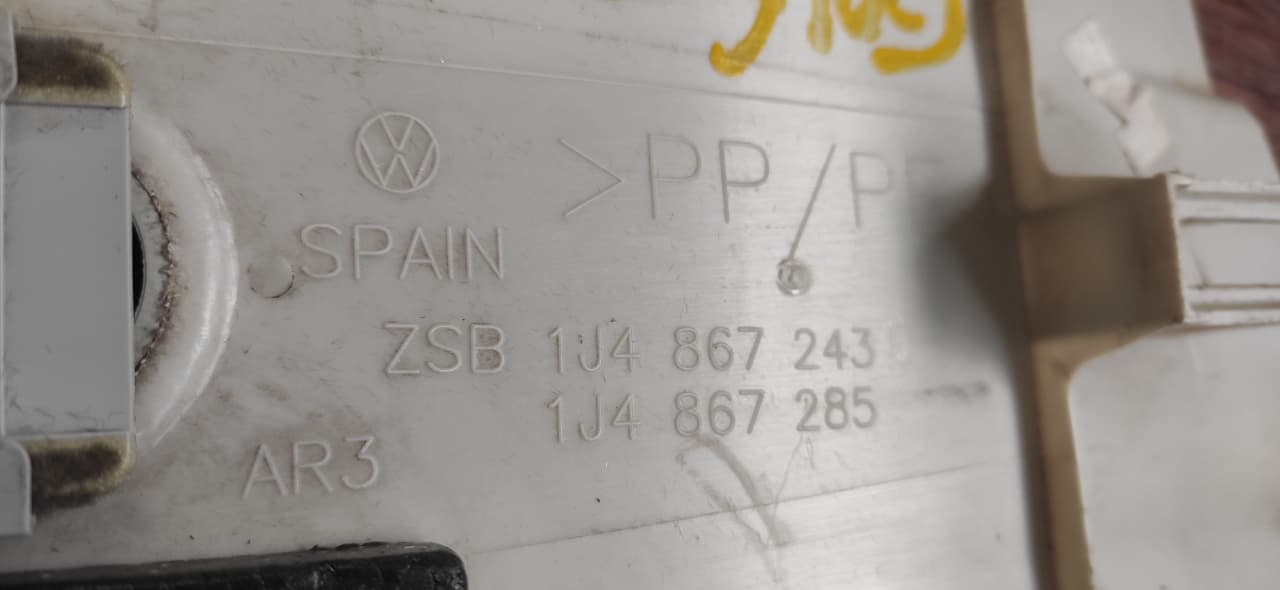 >PP/P
SPAIN
ZSB 1J4 867 243
1J4 867 285
AR3